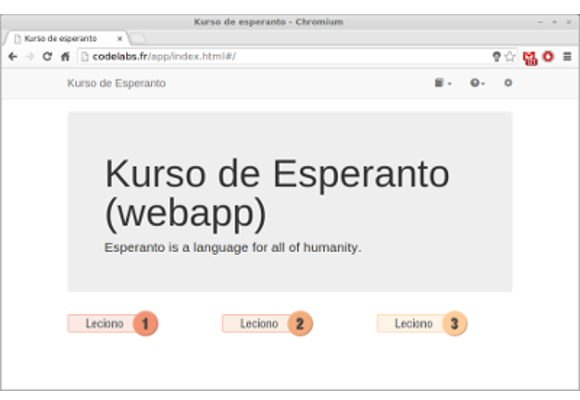 Kurso de esperanto - Chromium
Kurso de esperanto
codelabs.fr/app/index.html#/
Kurso de Esperanto
Kurso de Esperanto
(webapp)
Esperanto is a language for all of humanity.
Leciono 1
Leciono 2
Leciono 3